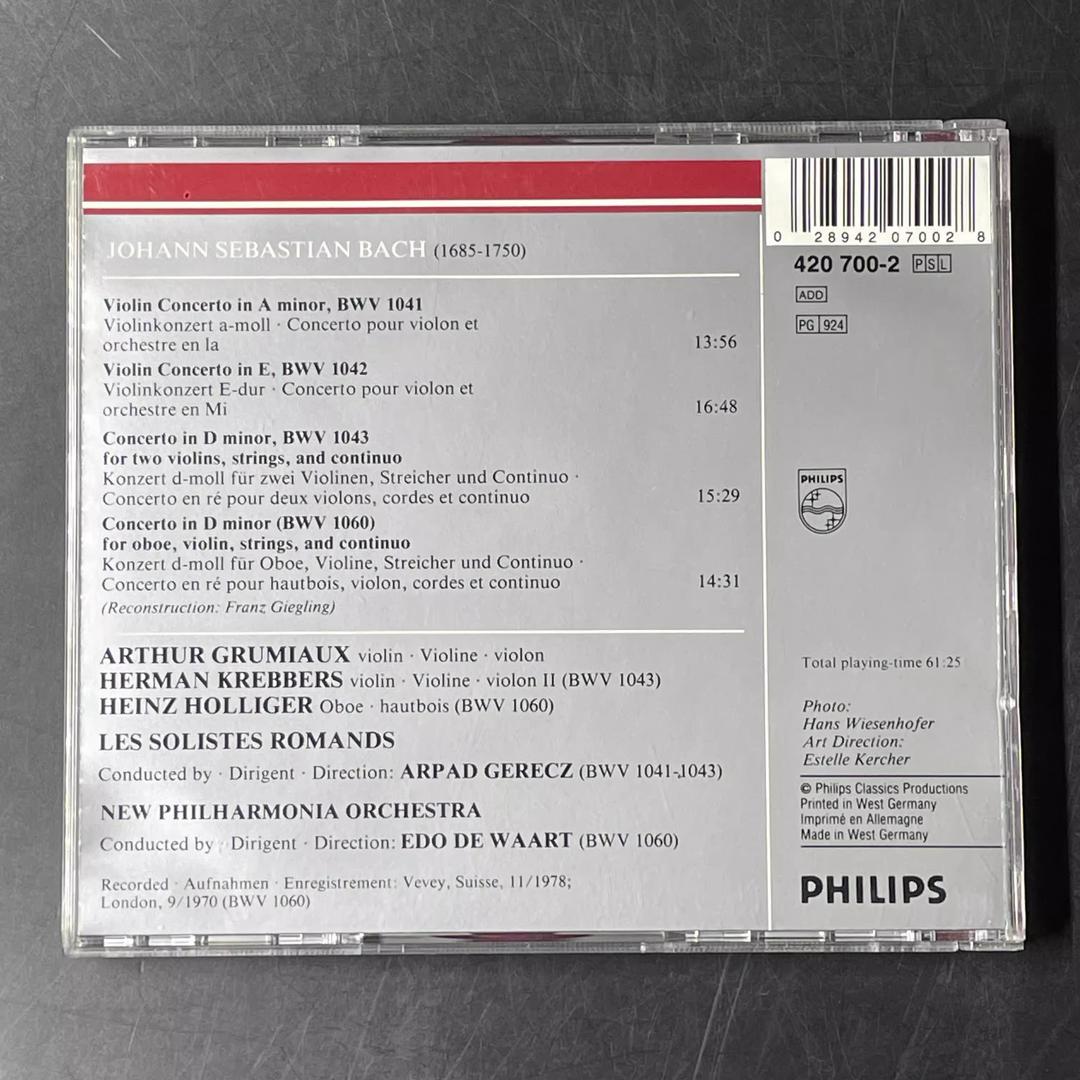 JOHANN SEBASTIAN BACH (1685-1750)
Violin Concerto in A minor, BWV 1041
Violinkonzert a-moll · Concerto pour violon et
orchestre en la 13:56
Violin Concerto in E, BWV 1042
Violinkonzert E-dur · Concerto pour violon et
orchestre en Mi 16:48
Concerto in D minor, BWV 1043
for two violins, strings, and continuo
Konzert d-moll für zwei Violinen, Streicher und Continuo ·
Concerto en ré pour deux violons, cordes et continuo 15:29
Concerto in D minor (BWV 1060)
for oboe, violin, strings, and continuo
Konzert d-moll für Oboe, Violine, Streicher und Continuo ·
Concerto en ré pour hautbois, violon, cordes et continuo 14:31
(Reconstruction: Franz Giegling)
ARTHUR GRUMIAUX violin · Violine · violon
HERMAN KREBBERS violin · Violine · violon II (BWV 1043)
HEINZ HOLLIGER Oboe · hautbois (BWV 1060)
LES SOLISTES ROMANDS
Conducted by · Dirigent · Direction: ARPAD GERECZ (BWV 1041-1043)
NEW PHILHARMONIA ORCHESTRA
Conducted by · Dirigent · Direction: EDO DE WAART (BWV 1060)
Recorded · Aufnahmen · Enregistrement: Vevey, Suisse, 11/1978;
London, 9/1970 (BWV 1060)
0 28942 07002 8
420 700-2 PSL
ADD
PG 924
PHILIPS
Total playing-time 61:25
Photo:
Hans Wiesenhofer
Art Direction:
Estelle Kercher
© Philips Classics Productions
Printed in West Germany
Imprimé en Allemagne
Made in West Germany
PHILIPS